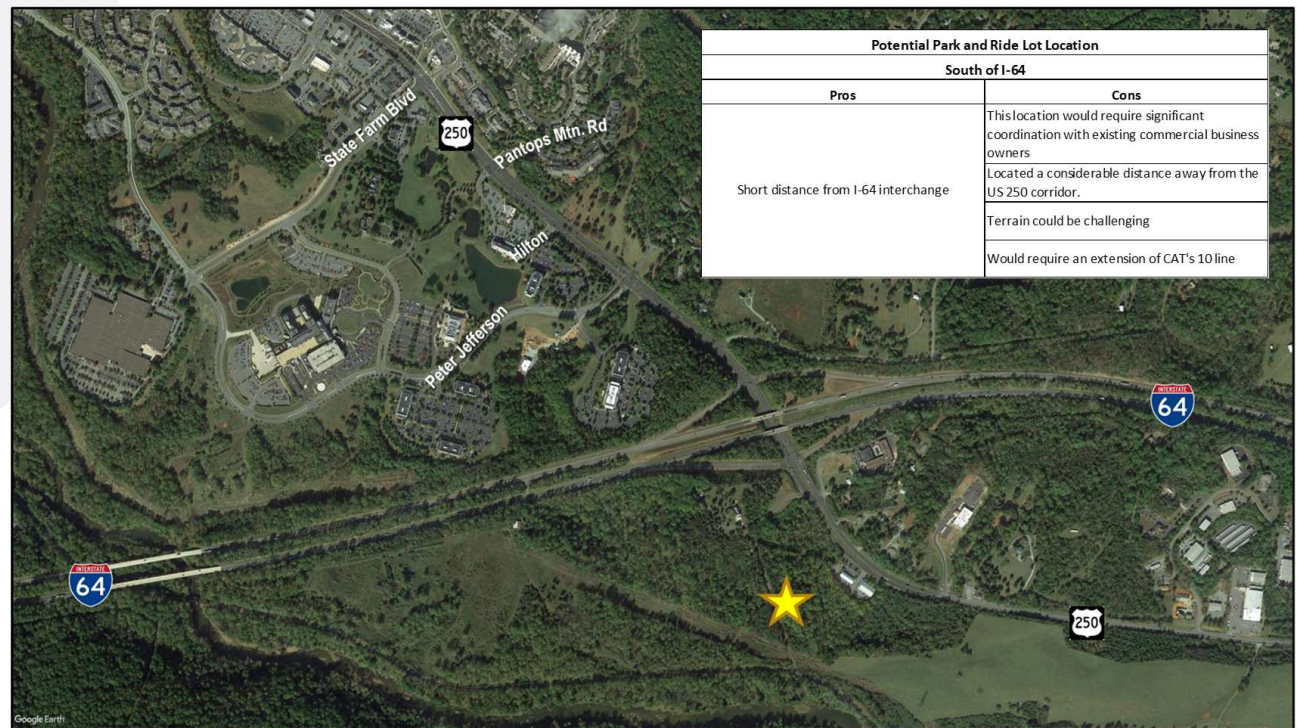 Potential Park and Ride Lot Location
South of I-64
Pros
Cons
Short distance from I-64 interchange
This location would require significant
coordination with existing commercial business
owners
Located a considerable distance away from the
US 250 corridor.
Terrain could be challenging
Would require an extension of CAT's 10 line
State Farm Blvd
250
Pantops Mtn. Rd
Hilton
Peter Jefferson
INTERSTATE
64
INTERSTATE
64
250
Google Earth